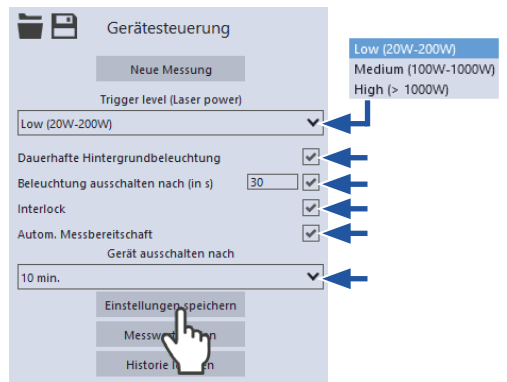 Gerätesteuerung
Neue Messung
Trigger level (Laser power)
Low (20W-200W)
Low (20W-200W)
Medium (100W-1000W)
High (> 1000W)
Dauerhafte Hintergrundbeleuchtung
Beleuchtung ausschalten nach (in s) 30
Interlock
Autom. Messbereitschaft
Gerät ausschalten nach
10 min.
Einstellungen speichern
Historie